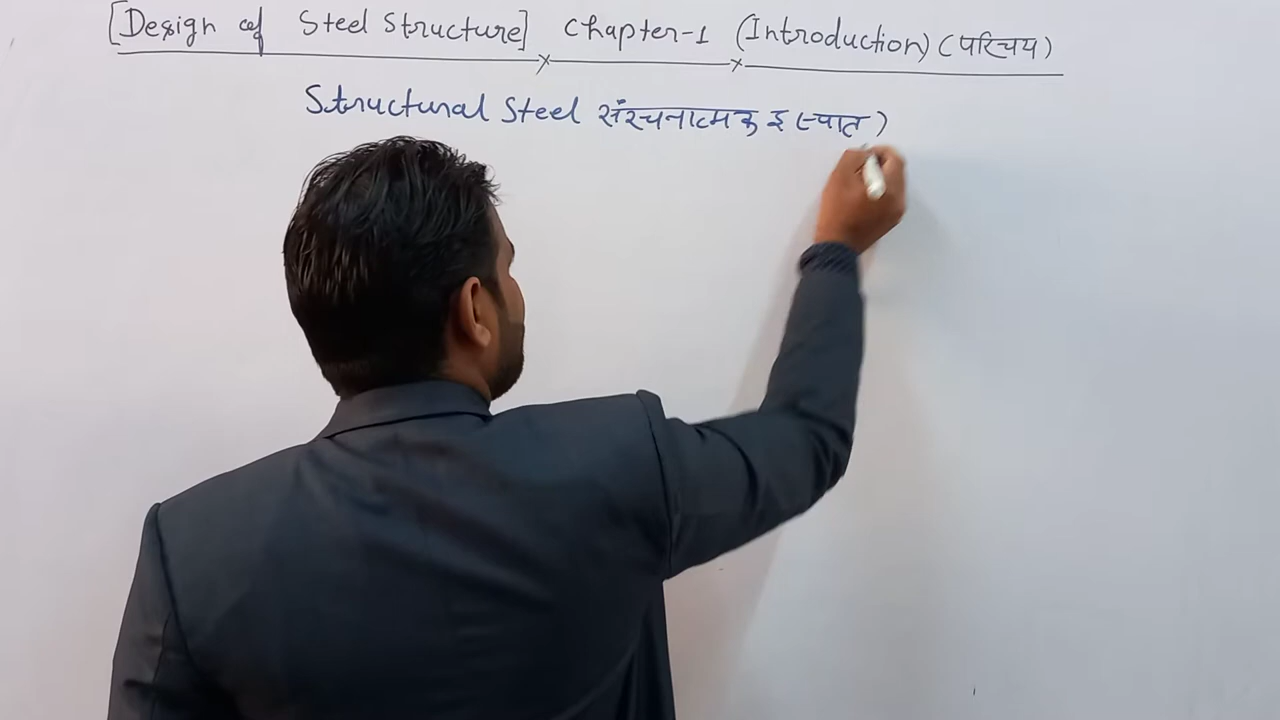 [Design of Steel Structure] Chapter-1 (Introduction) (परिचय)
Structural Steel संरचनात्मक इस्पात)